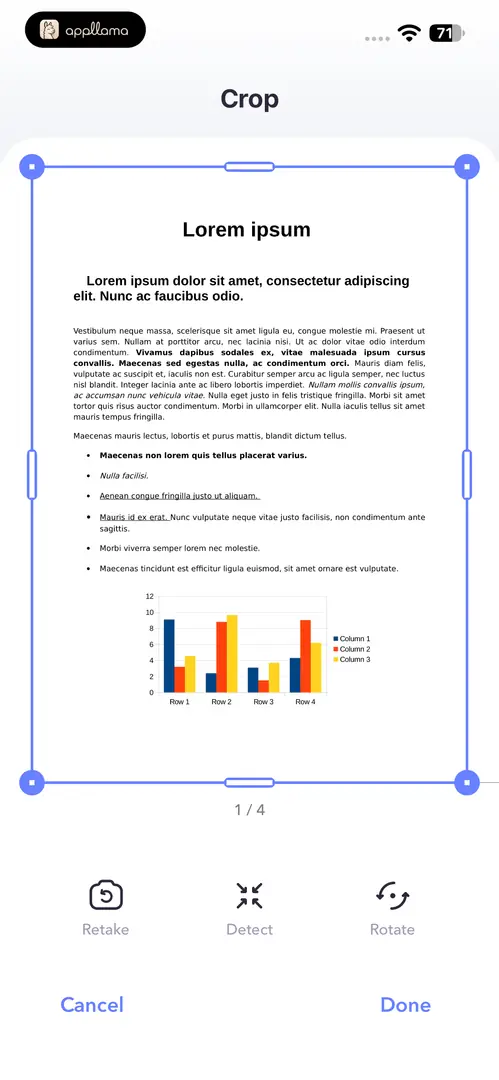 appllama
71
Crop
Lorem ipsum
Lorem ipsum dolor sit amet, consectetur adipiscing
elit. Nunc ac faucibus odio.
Vestibulum neque massa, scelerisque sit amet ligula eu, congue molestie mi. Praesent ut
varius sem. Nullam at porttitor arcu, nec lacinia nisi. Ut ac dolor vitae odio interdum
condimentum. Vivamus dapibus sodales ex, vitae malesuada ipsum cursus
convallis. Maecenas sed egestas nulla, ac condimentum orci. Mauris diam felis,
vulputate ac suscipit et, iaculis non est. Curabitur semper arcu ac ligula semper, nec luctus
nisl blandit. Integer lacinia ante ac libero lobortis imperdiet. Nullam mollis convallis ipsum,
ac accumsan nunc vehicula vitae. Nulla eget justo in felis tristique fringilla. Morbi sit amet
tortor quis risus auctor condimentum. Morbi in ullamcorper elit. Nulla iaculis tellus sit amet
mauris tempus fringilla.
Maecenas mauris lectus, lobortis et purus mattis, blandit dictum tellus.
• Maecenas non lorem quis tellus placerat varius.
• Nulla facilisi.
• Aenean congue fringilla justo ut aliquam.
• Mauris id ex erat. Nunc vulputate neque vitae justo facilisis, non condimentum ante
sagittis.
• Morbi viverra semper lorem nec molestie.
• Maecenas tincidunt est efficitur ligula euismod, sit amet ornare est vulputate.
12
10
8
6
4
2
0
Row 1 Row 2 Row 3 Row 4
Column 1
Column 2
Column 3
1 / 4
Retake Detect Rotate
Cancel Done